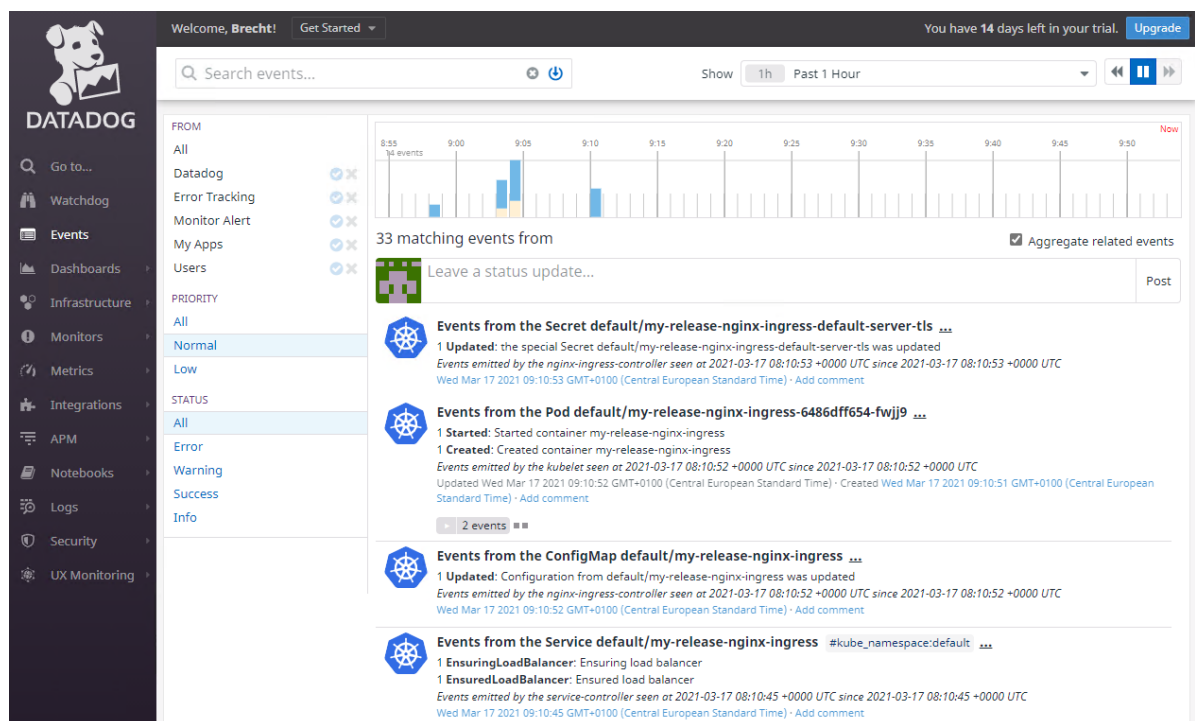 Welcome, Brecht!
Get Started
You have 14 days left in your trial.
Upgrade
DATADOG
Go to...
Watchdog
Events
Dashboards
Infrastructure
Monitors
Metrics
Integrations
APM
Notebooks
Logs
Security
UX Monitoring
Search events...
Show
1h Past 1 Hour
FROM
All
Datadog
Error Tracking
Monitor Alert
My Apps
Users
PRIORITY
All
Normal
Low
STATUS
All
Error
Warning
Success
Info
Now
8:55 9:00 9:05 9:10 9:15 9:20 9:25 9:30 9:35 9:40 9:45 9:50
14 events
33 matching events from
Aggregate related events
Leave a status update...
Post
Events from the Secret default/my-release-nginx-ingress-default-server-tls ...
1 Updated: the special Secret default/my-release-nginx-ingress-default-server-tls was updated
Events emitted by the nginx-ingress-controller seen at 2021-03-17 08:10:53 +0000 UTC since 2021-03-17 08:10:53 +0000 UTC
Wed Mar 17 2021 09:10:53 GMT+0100 (Central European Standard Time) · Add comment
Events from the Pod default/my-release-nginx-ingress-6486dff654-fwjj9 ...
1 Started: Started container my-release-nginx-ingress
1 Created: Created container my-release-nginx-ingress
Events emitted by the kubelet seen at 2021-03-17 08:10:52 +0000 UTC since 2021-03-17 08:10:52 +0000 UTC
Updated Wed Mar 17 2021 09:10:52 GMT+0100 (Central European Standard Time) · Created Wed Mar 17 2021 09:10:51 GMT+0100 (Central European
Standard Time) · Add comment
2 events
Events from the ConfigMap default/my-release-nginx-ingress ...
1 Updated: Configuration from default/my-release-nginx-ingress was updated
Events emitted by the nginx-ingress-controller seen at 2021-03-17 08:10:52 +0000 UTC since 2021-03-17 08:10:52 +0000 UTC
Wed Mar 17 2021 09:10:52 GMT+0100 (Central European Standard Time) · Add comment
Events from the Service default/my-release-nginx-ingress #kube_namespace:default ...
1 EnsuringLoadBalancer: Ensuring load balancer
1 EnsuredLoadBalancer: Ensured load balancer
Events emitted by the service-controller seen at 2021-03-17 08:10:45 +0000 UTC since 2021-03-17 08:10:45 +0000 UTC
Wed Mar 17 2021 09:10:45 GMT+0100 (Central European Standard Time) · Add comment